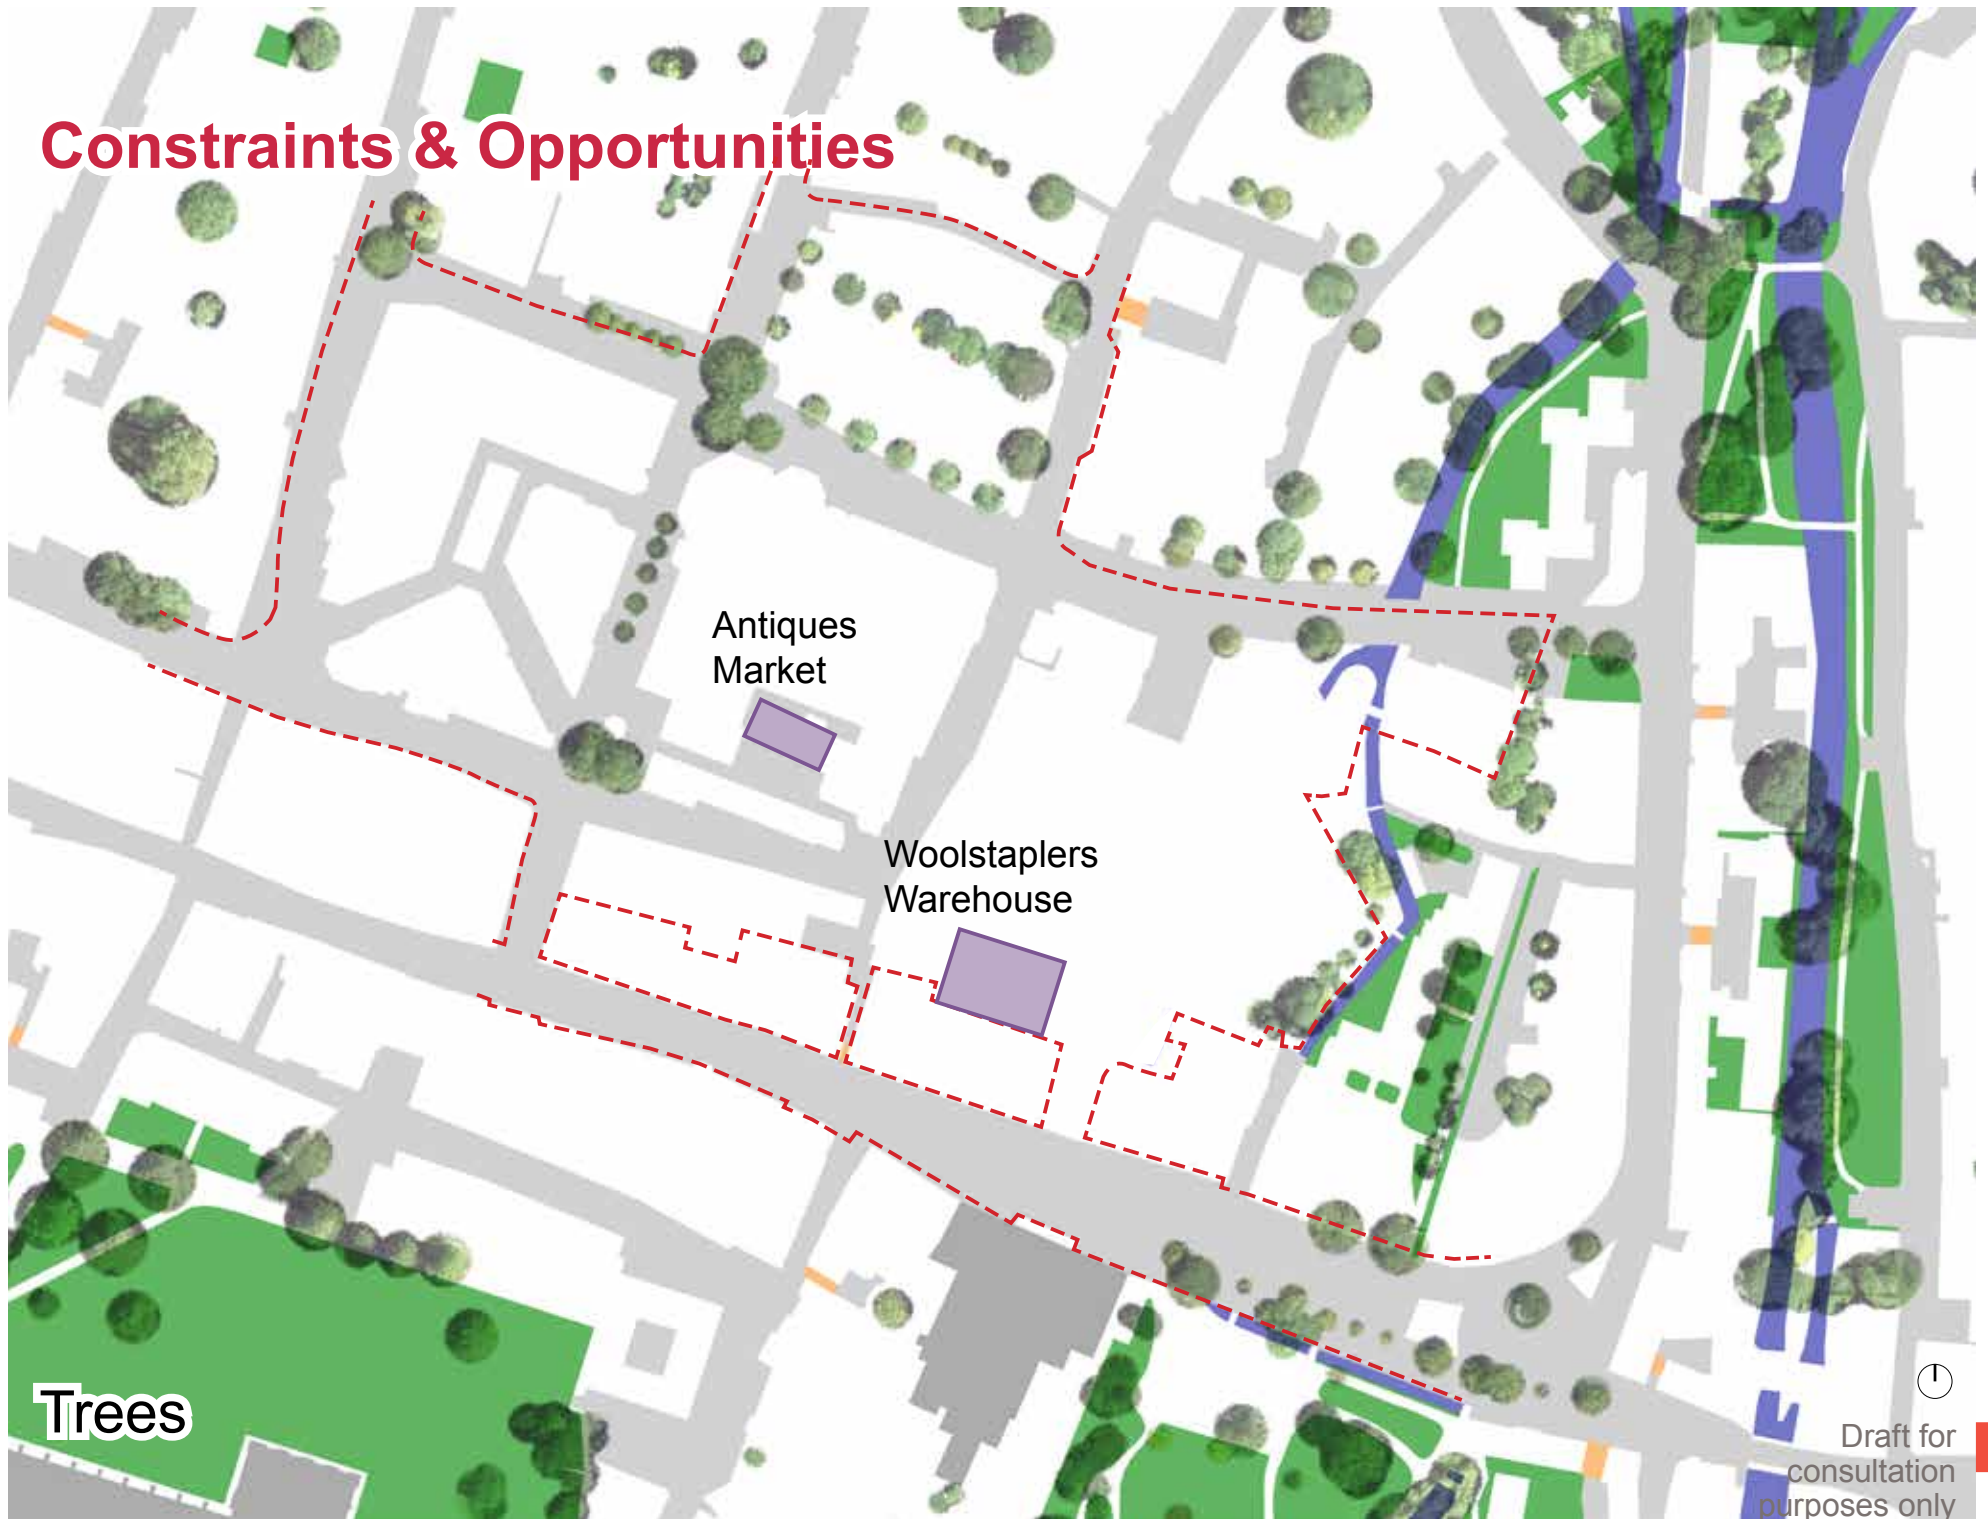 Constraints & Opportunities
Antiques
Market
Woolstaplers
Warehouse
Trees
Draft for
consultation
purposes only